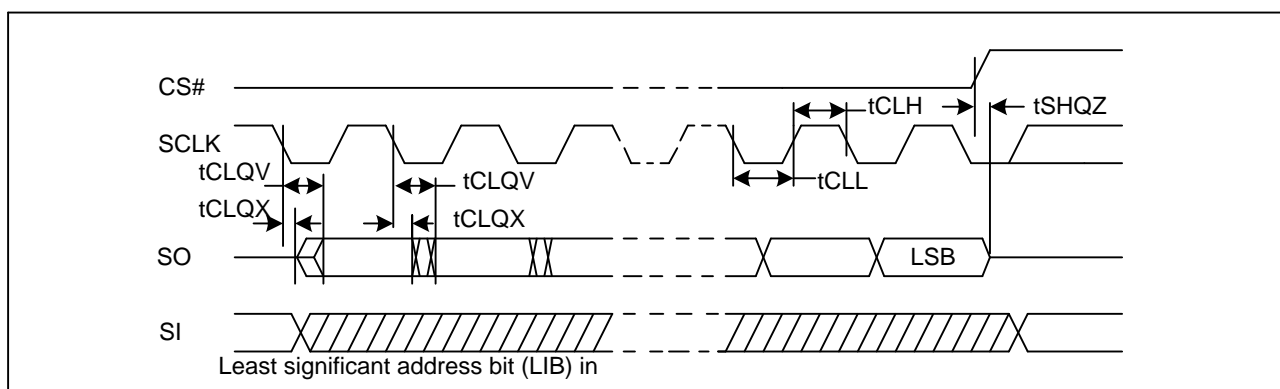 CS#
tCLH
tSHQZ
SCLK
tCLQV
tCLQV
tCLL
tCLQX
tCLQX
SO
LSB
SI
Least significant address bit (LIB) in